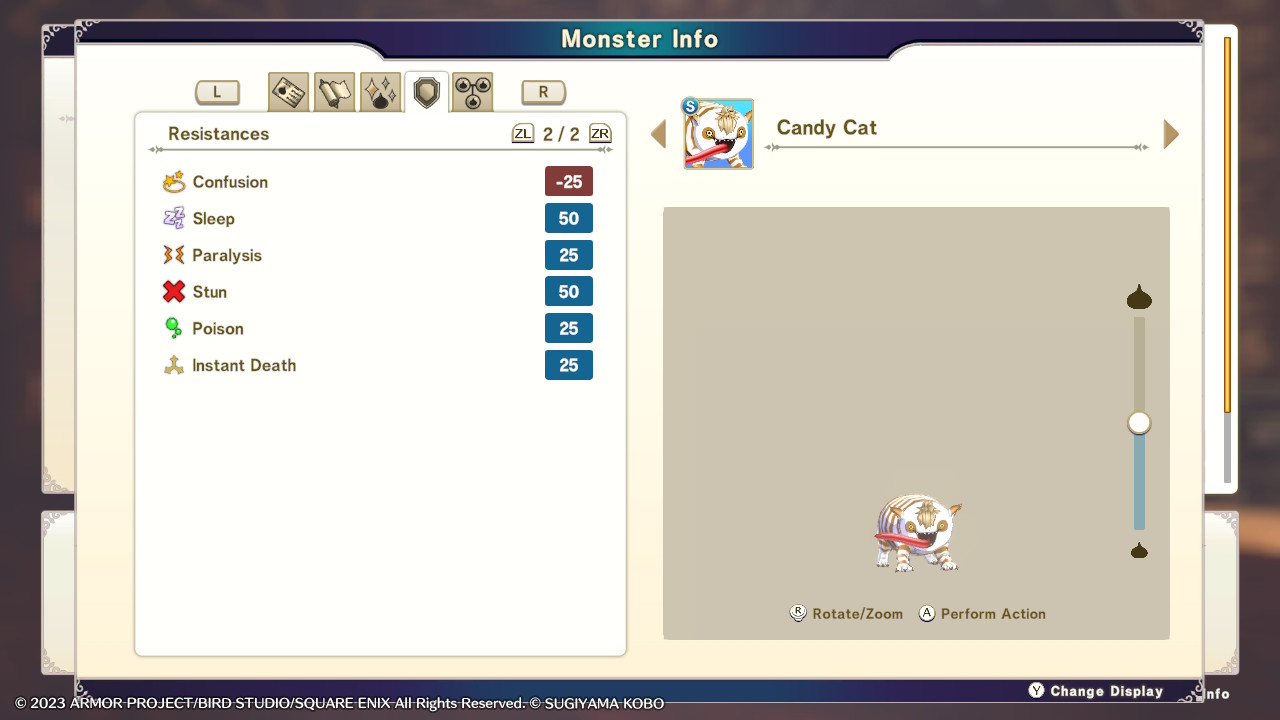 Monster Info
L
R
Resistances
ZL 2 / 2 ZR
Confusion -25
Sleep 50
Paralysis 25
Stun 50
Poison 25
Instant Death 25
S
Candy Cat
R Rotate/Zoom A Perform Action
Y Change Display
nfo
© 2023 ARMOR PROJECT/BIRD STUDIO/SQUARE ENIX All Rights Reserved. © SUGIYAMA KOBO